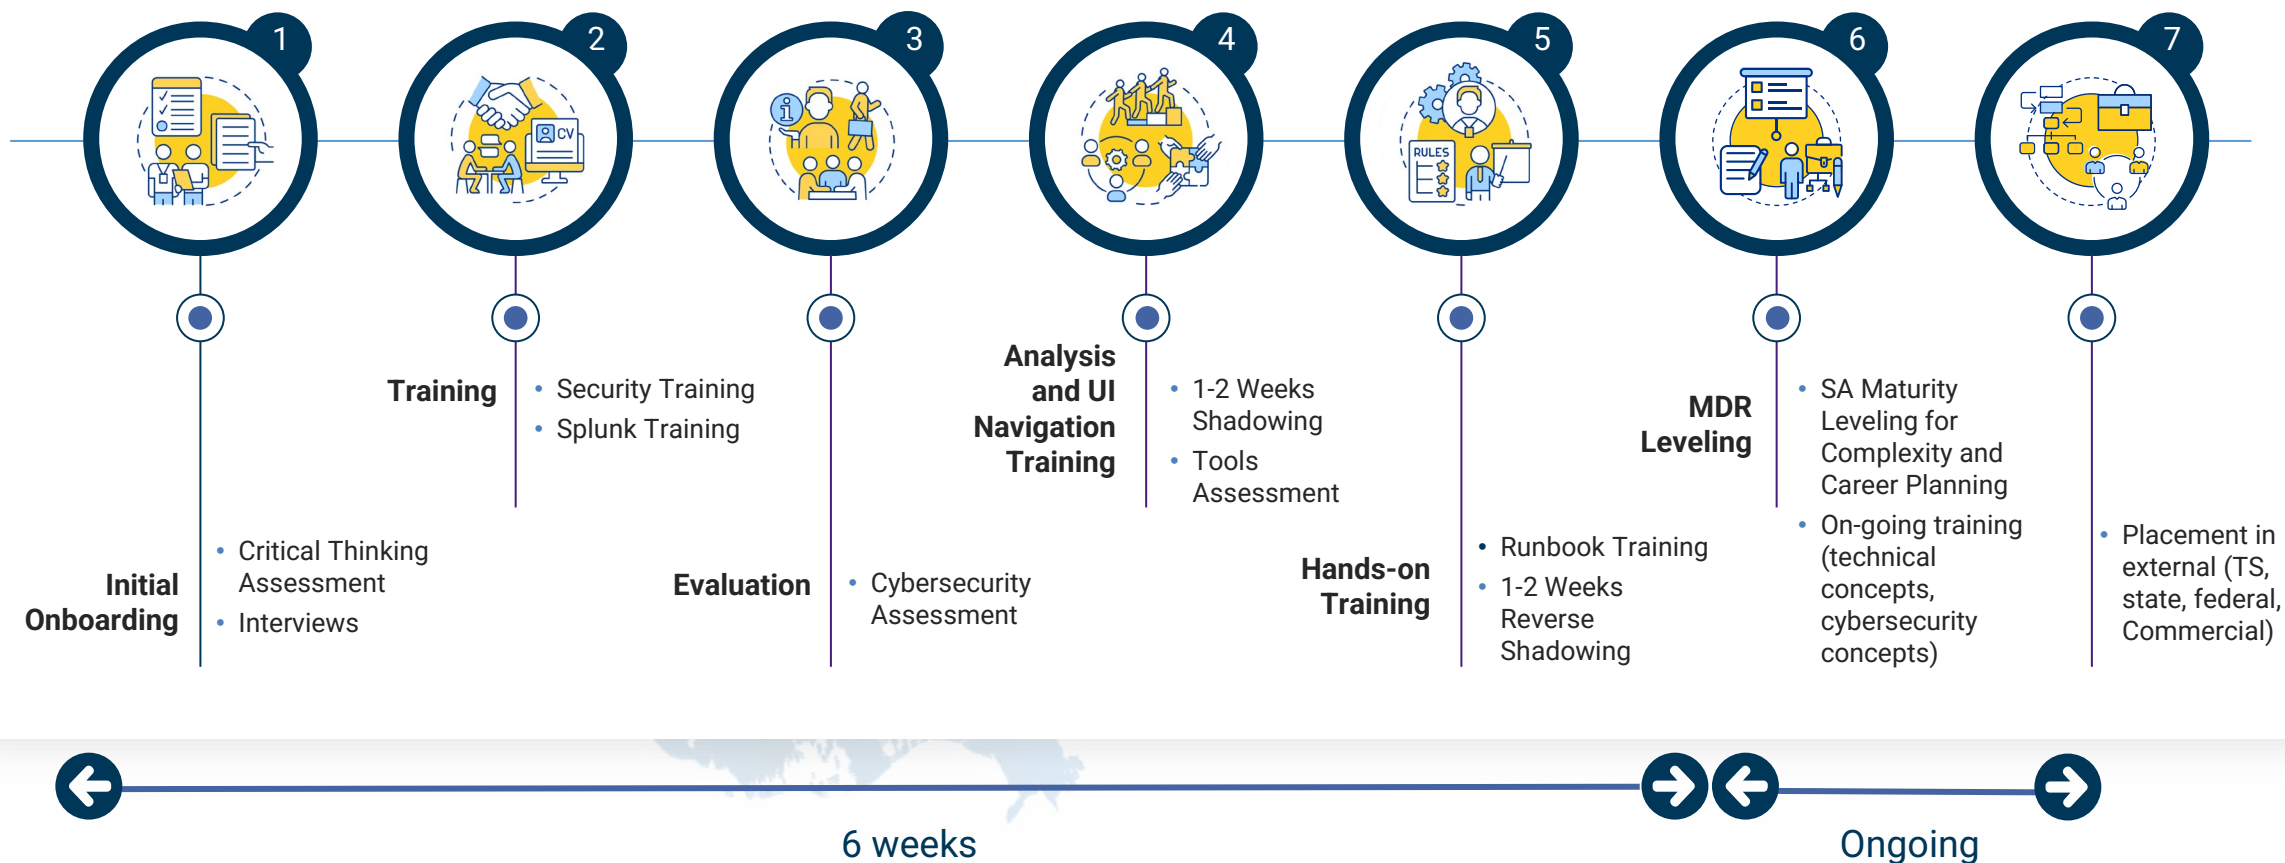 1
2
3
4
5
6
7
CV
RULES
Initial
Onboarding
• Critical Thinking
Assessment
• Interviews
Training
• Security Training
• Splunk Training
Evaluation
• Cybersecurity
Assessment
Analysis
and UI
Navigation
Training
• 1-2 Weeks
Shadowing
• Tools
Assessment
Hands-on
Training
• Runbook Training
• 1-2 Weeks
Reverse
Shadowing
MDR
Leveling
• SA Maturity
Leveling for
Complexity and
Career Planning
• On-going training
(technical
concepts,
cybersecurity
concepts)
• Placement in
external (TS,
state, federal,
Commercial)
6 weeks
Ongoing